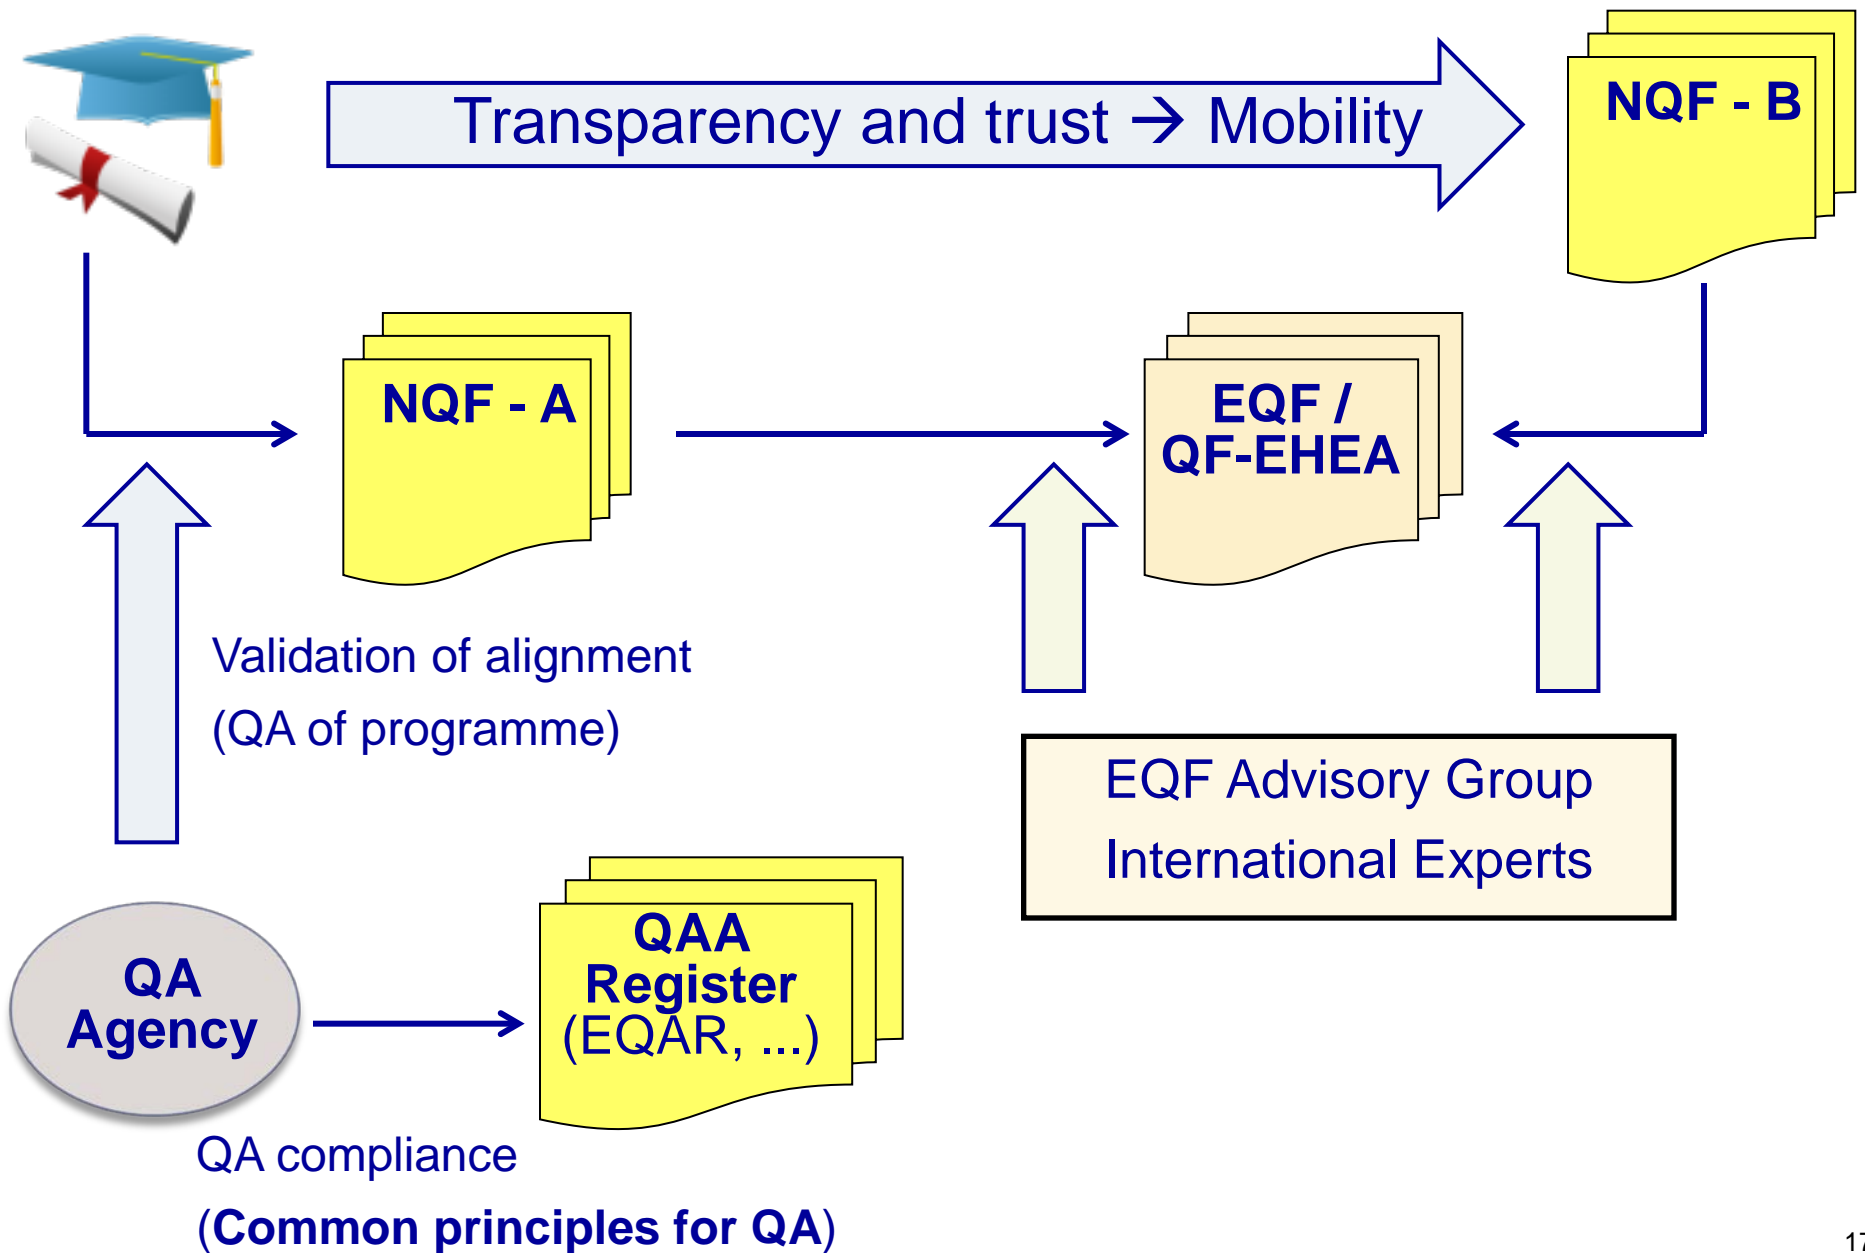 Transparency and trust → Mobility
NQF - B
NQF - A
EQF /
QF-EHEA
Validation of alignment
(QA of programme)
EQF Advisory Group
International Experts
QA
Agency
QAA
Register
(EQAR, ...)
QA compliance
(Common principles for QA)
17